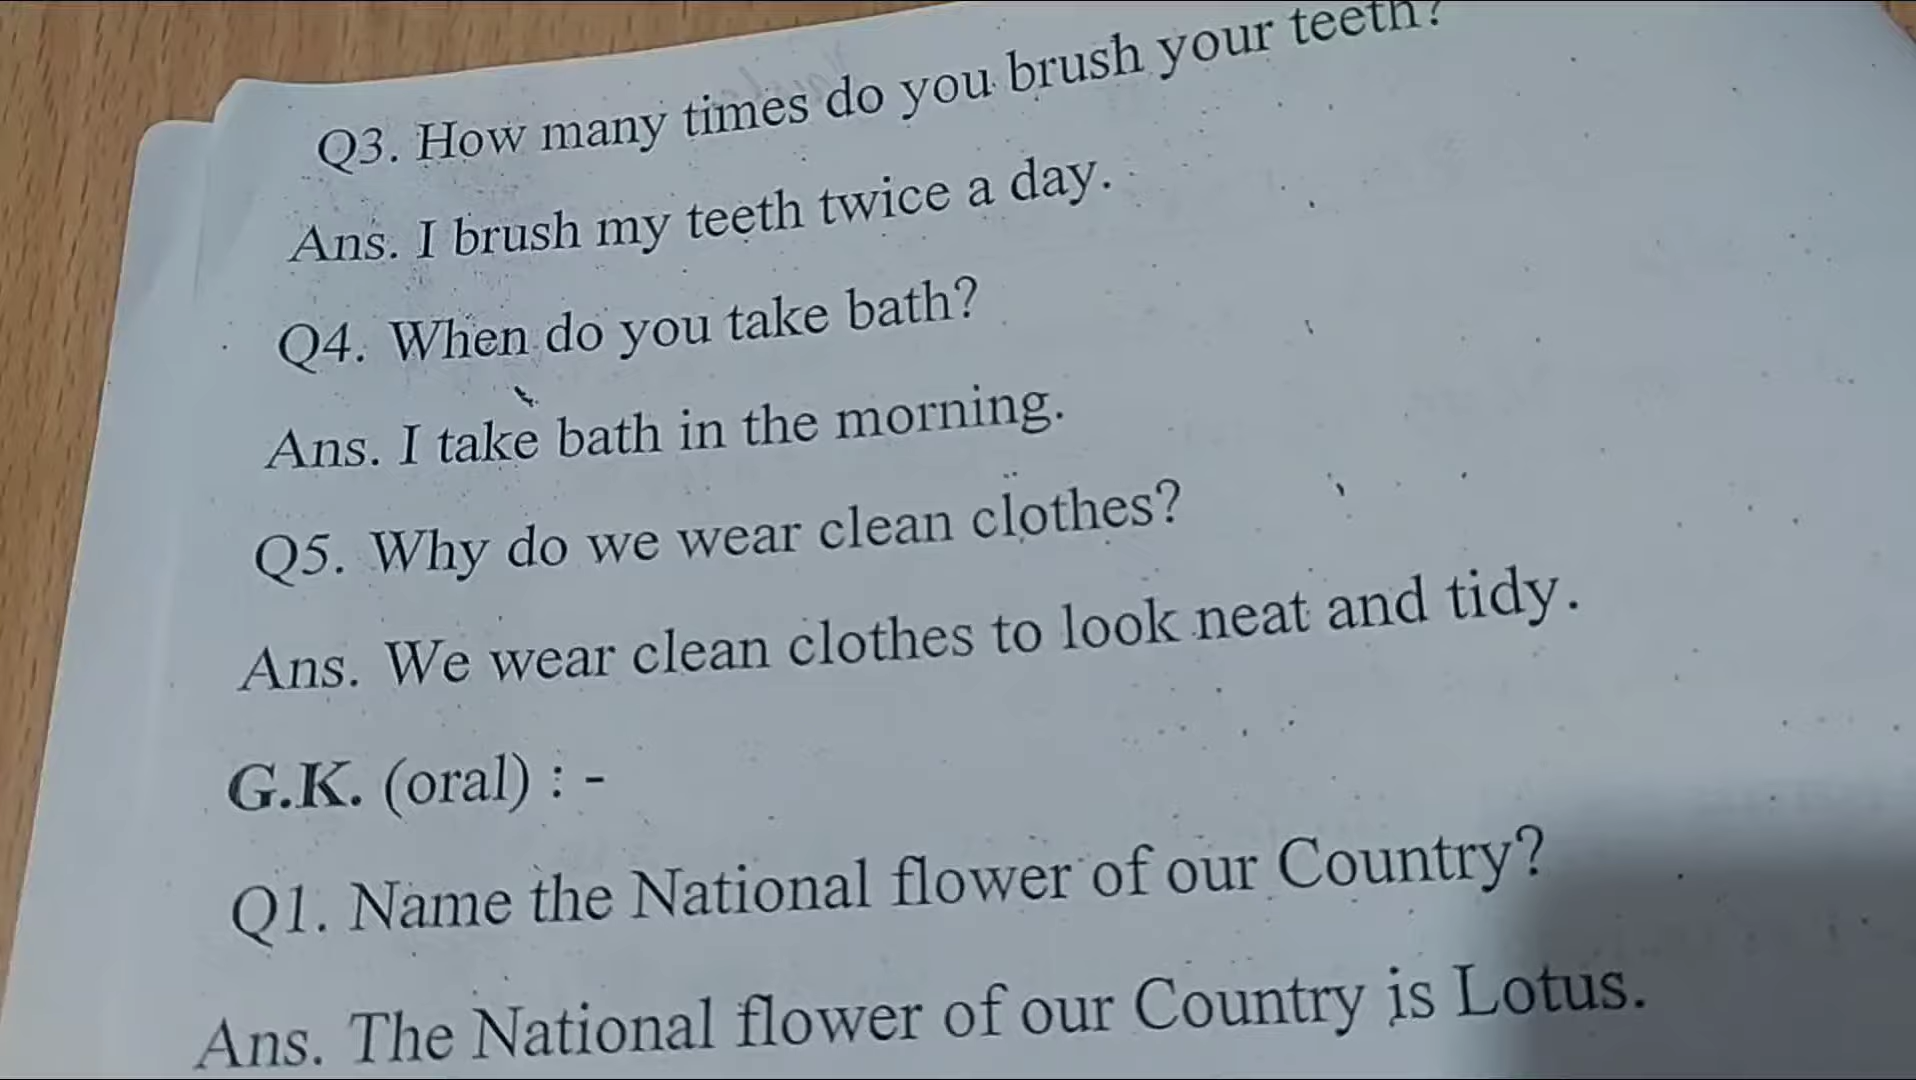 Q3. How many times do you brush your teeth?
Ans. I brush my teeth twice a day.
Q4. When do you take bath?
Ans. I take bath in the morning.
Q5. Why do we wear clean clothes?
Ans. We wear clean clothes to look neat and tidy.
G.K. (oral) : -
Q1. Name the National flower of our Country?
Ans. The National flower of our Country is Lotus.